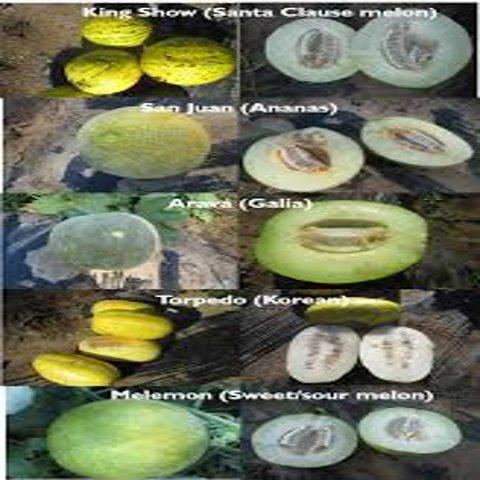 King Show (Santa Clause melon)
San Juan (Ananas)
Arava (Galia)
Torpedo (Korean)
Melemon (Sweet/sour melon)